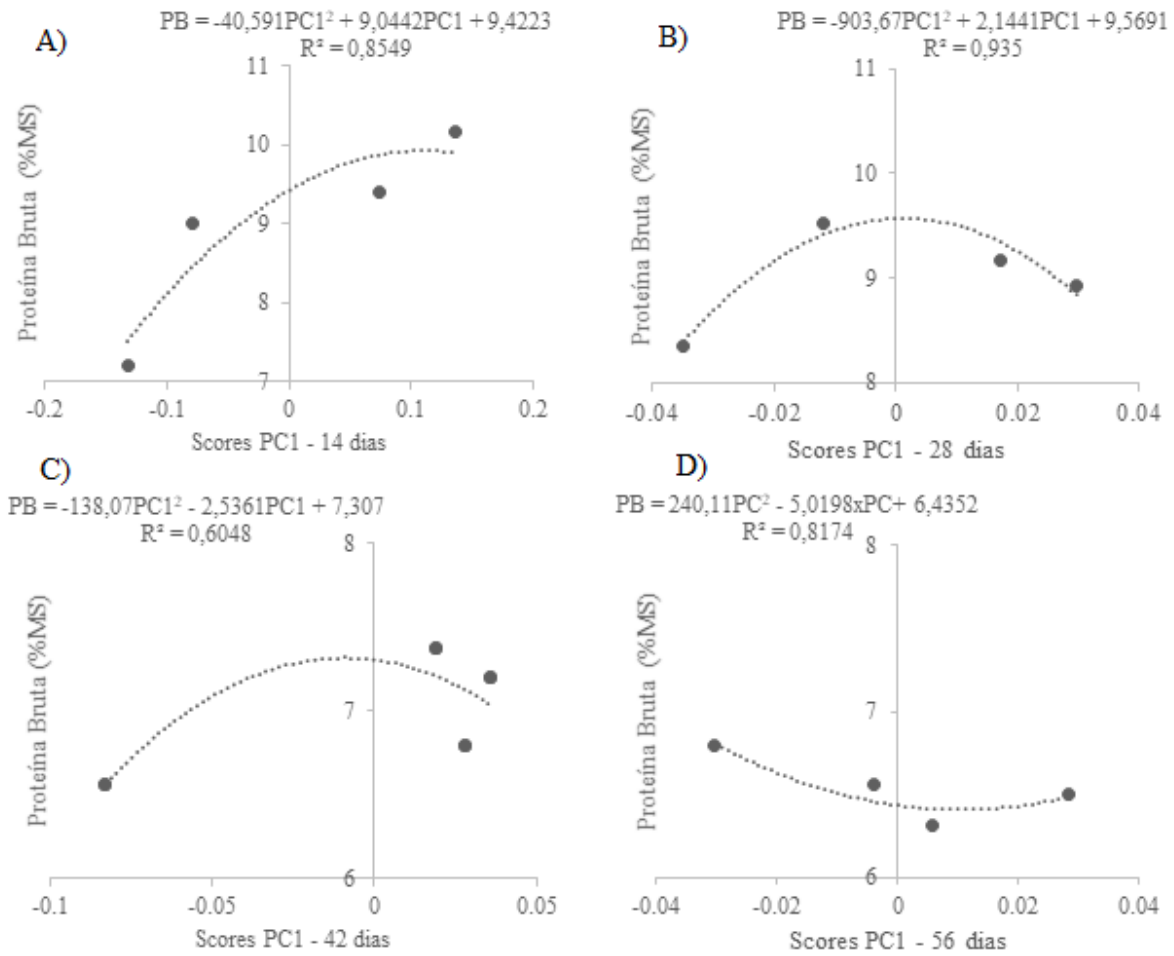 A)
PB = -40,591PC1² + 9,0442PC1 + 9,4223
R² = 0,8549
Proteína Bruta (%MS)
11
10
9
8
7
-0.2
-0.1
0
0.1
0.2
Scores PC1 - 14 dias
B)
PB = -903,67PC1² + 2,1441PC1 + 9,5691
R² = 0,935
Proteína Bruta (%MS)
11
10
9
8
-0.04
-0.02
0
0.02
0.04
Scores PC1 - 28 dias
C)
PB = -138,07PC1² - 2,5361PC1 + 7,307
R² = 0,6048
Proteína Bruta (%MS)
8
7
6
-0.1
-0.05
0
0.05
Scores PC1 - 42 dias
D)
PB = 240,11PC² - 5,0198xPC+ 6,4352
R² = 0,8174
Proteína Bruta (%MS)
8
7
6
-0.04
-0.02
0
0.02
0.04
Scores PC1 - 56 dias